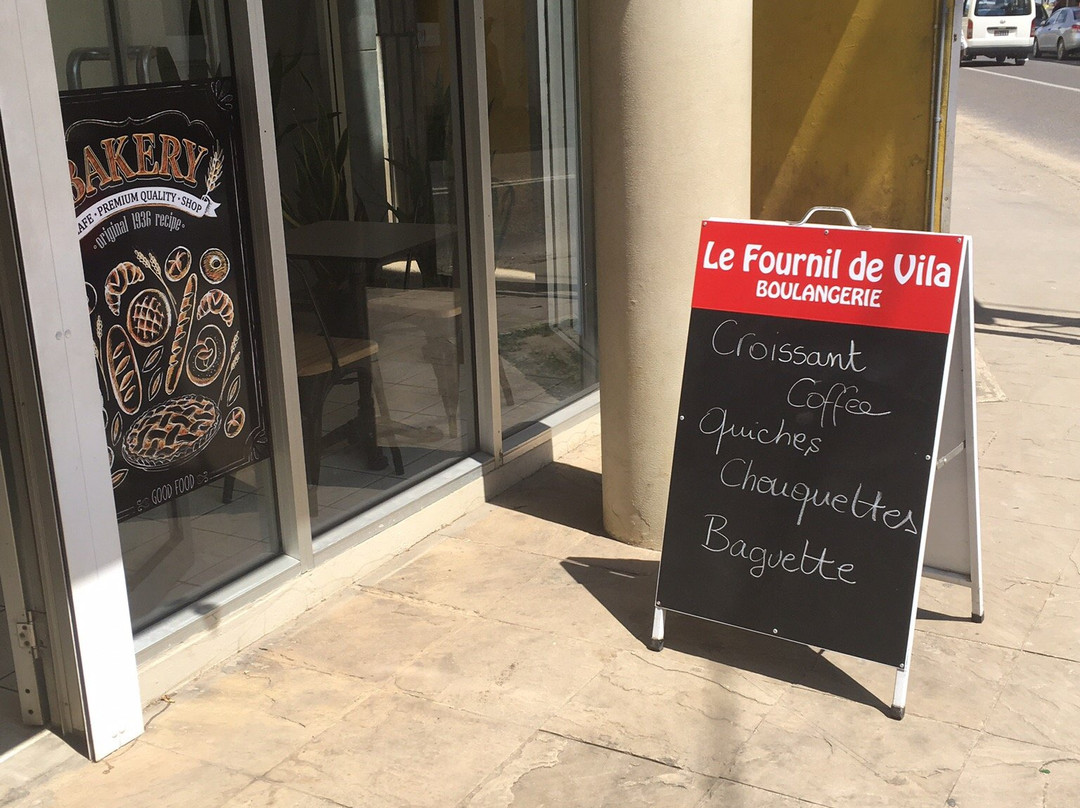 BAKERY
CAFE • PREMIUM QUALITY • SHOP
• original 1936 recipe •
GOOD FOOD
Le Fournil de Vila
BOULANGERIE
Croissant
Coffee
Quiches
Chouquettes
Baguette